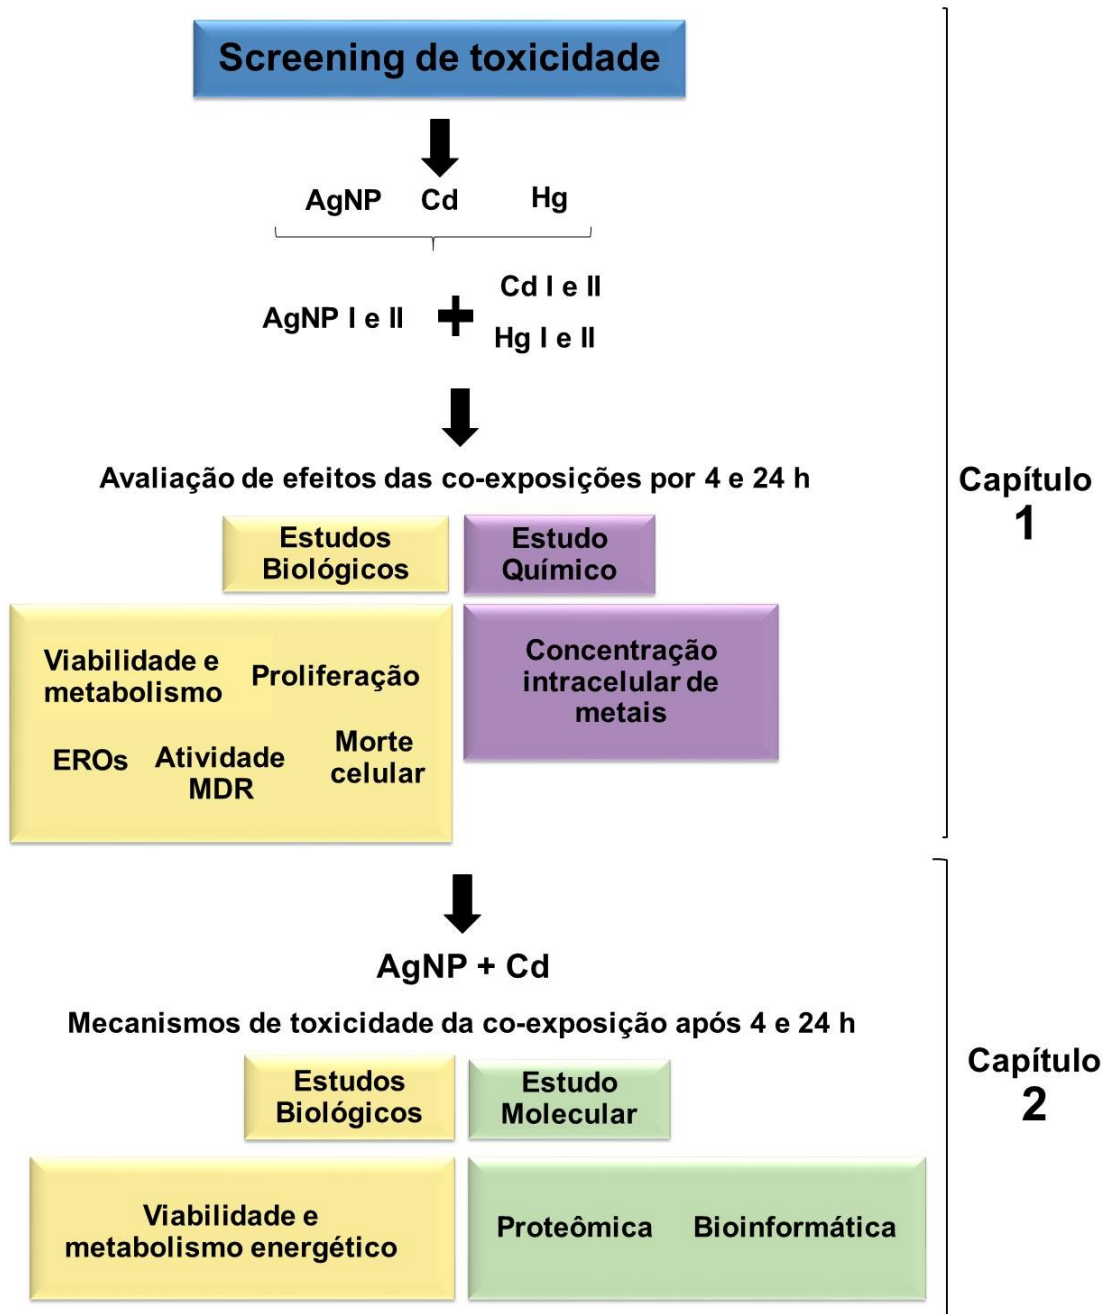 Screening de toxicidade
AgNP Cd Hg
Cd I e II
AgNP I e II +
Hg I e II
Avaliação de efeitos das co-exposições por 4 e 24 h
Capítulo
1
Estudos
Biológicos
Estudo
Químico
Viabilidade e
metabolismo
Proliferação
EROs
Atividade
MDR
Morte
celular
Concentração
intracelular de
metais
AgNP + Cd
Mecanismos de toxicidade da co-exposição após 4 e 24 h
Capítulo
2
Estudos
Biológicos
Estudo
Molecular
Viabilidade e
metabolismo energético
Proteômica Bioinformática